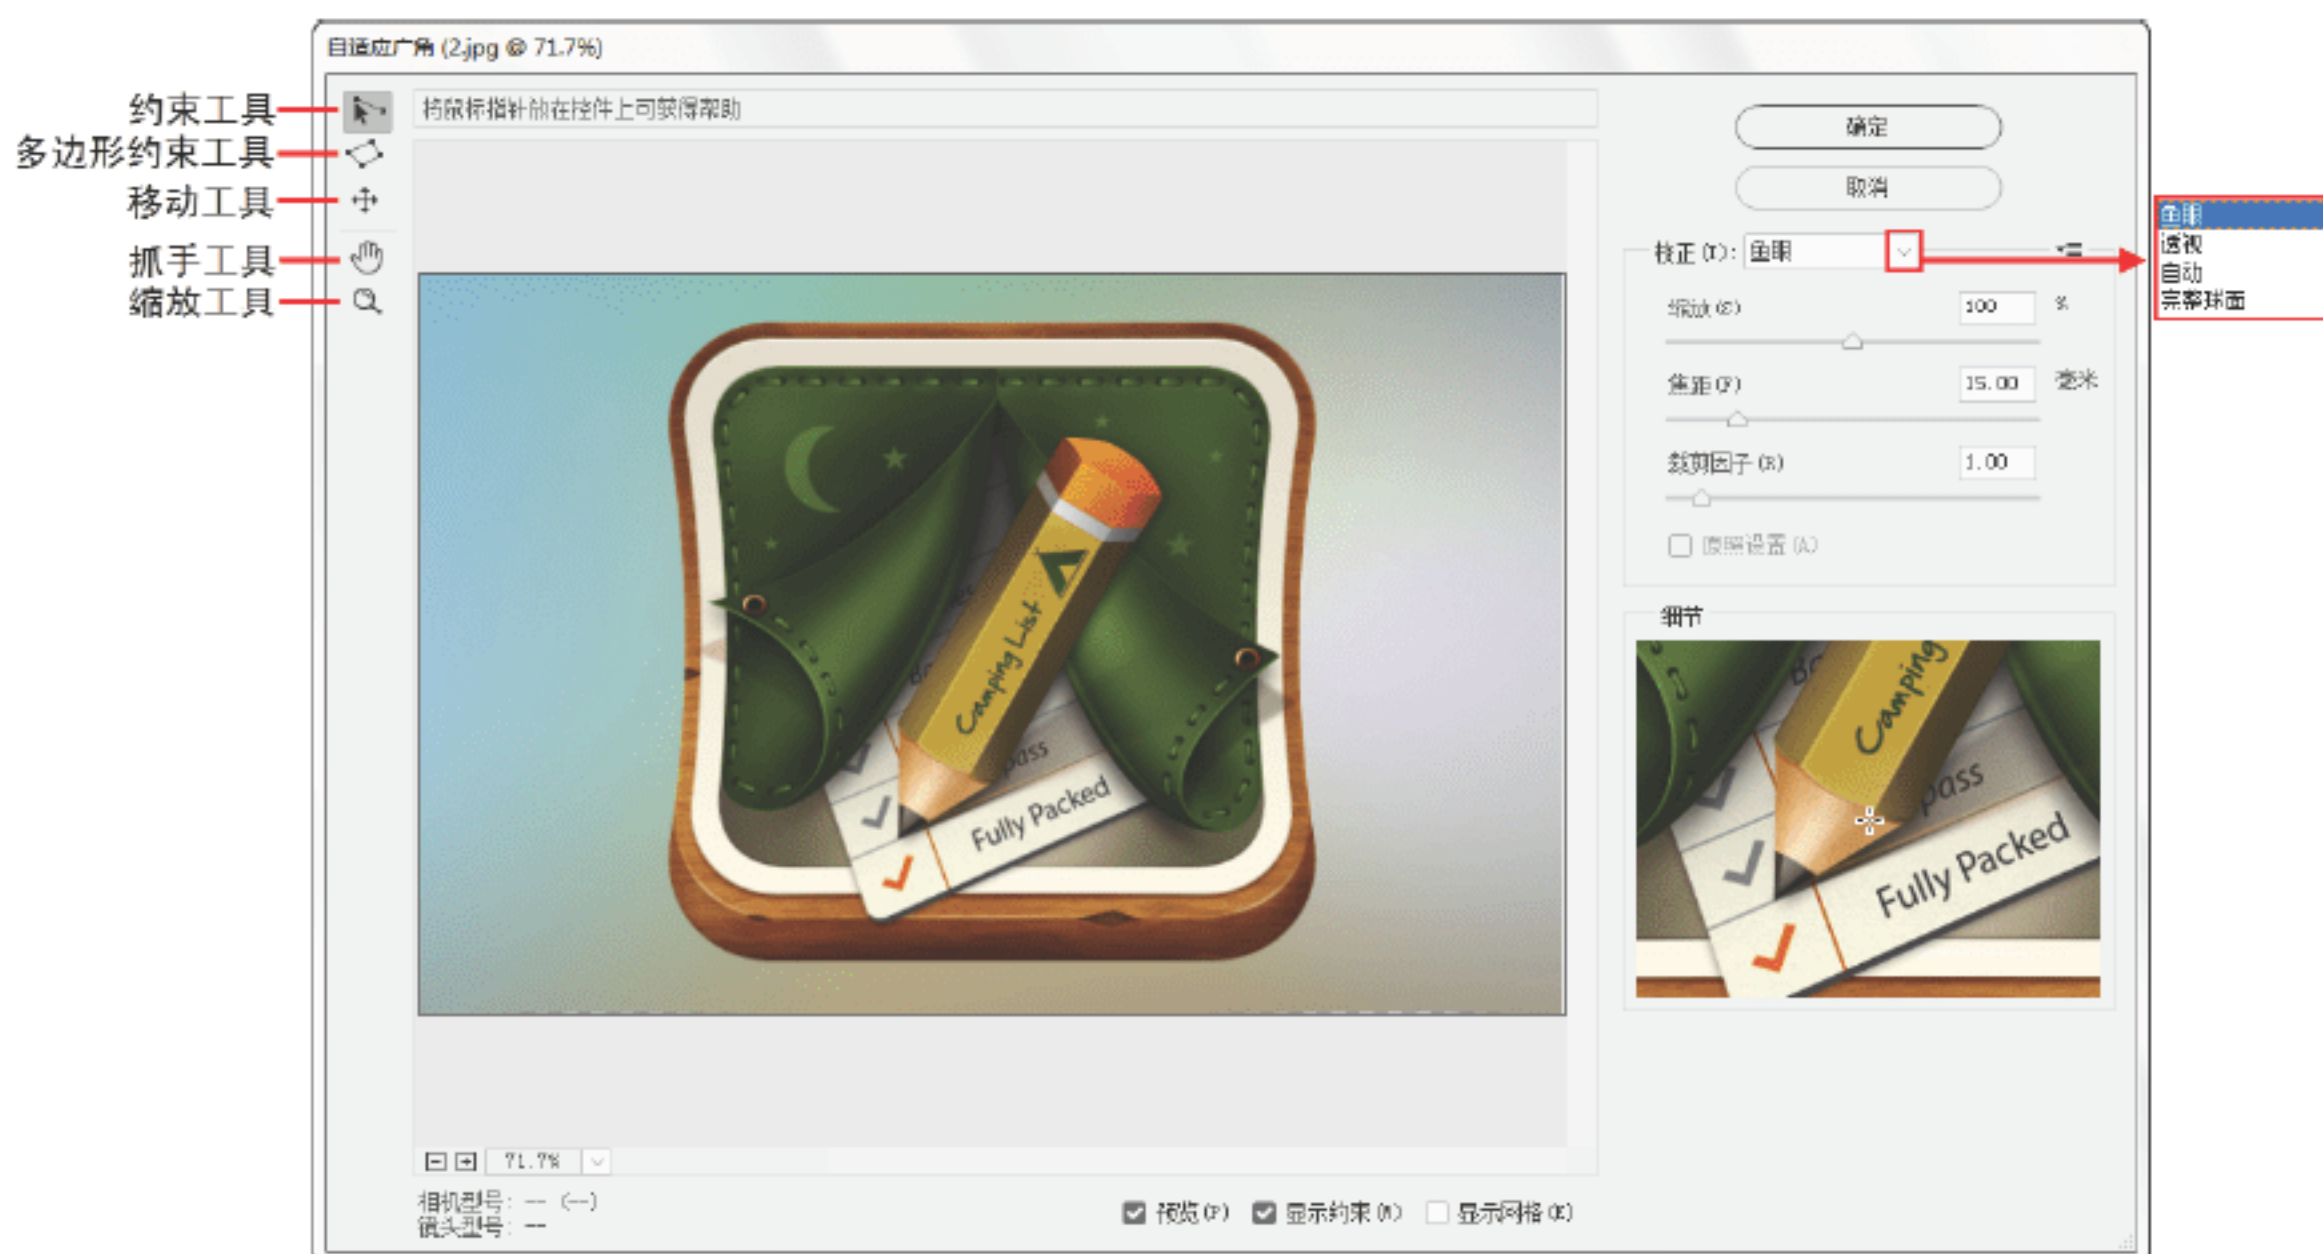 自适应广角 (2.jpg @ 71.7%)
约束工具
多边形约束工具
移动工具
抓手工具
缩放工具
将鼠标指针放在控件上可获得帮助
确定
取消
校正(I): 鱼眼
鱼眼
透视
自动
完整球面
缩放(S) 100 %
焦距(F) 15.00 毫米
裁剪因子(R) 1.00
原照设置(A)
细节
Camping List
pass
Fully Packed
Camping
pass
Fully Packed
71.7%
相机型号: -- (--)
镜头型号: --
预览(P) 显示约束(N) 显示网格(E)